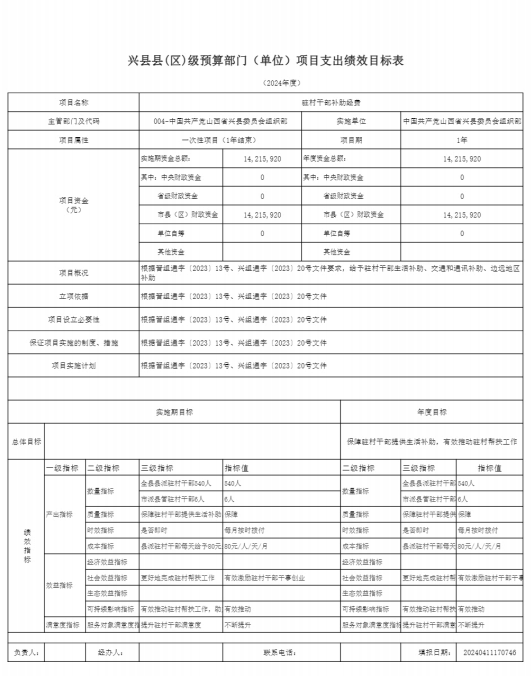 兴县县(区)级预算部门（单位）项目支出绩效目标表
（2024年度）
项目名称 驻村干部补助经费
主管部门及代码 004-中国共产党山西省兴县委员会组织部 实施单位 中国共产党山西省兴县委员会组织部
项目属性 一次性项目（1年结束） 项目期 1年
项目资金（元） 实施期资金总额： 14,215,920 年度资金总额： 14,215,920
其中：中央财政资金 0 其中：中央财政资金 0
省级财政资金 0 省级财政资金 0
市县（区）财政资金 14,215,920 市县（区）财政资金 14,215,920
单位自筹 0 单位自筹 0
其他资金 其他资金
项目概况 根据晋组通字〔2023〕13号、兴组通字〔2023〕20号文件要求，给予驻村干部生活补助、交通和通讯补助、边远地区
补助
立项依据 根据晋组通字〔2023〕13号、兴组通字〔2023〕20号文件
项目设立必要性 根据晋组通字〔2023〕13号、兴组通字〔2023〕20号文件
保证项目实施的制度、措施 根据晋组通字〔2023〕13号、兴组通字〔2023〕20号文件
项目实施计划 根据晋组通字〔2023〕13号、兴组通字〔2023〕20号文件
实施期目标 年度目标
总体目标 保障驻村干部提供生活补助，有效推动驻村帮扶工作
绩效指标 一级指标 二级指标 三级指标 指标值 二级指标 三级指标 指标值
产出指标 数量指标 全县县派驻村干部540人 540人 数量指标 全县县派驻村干部 540人
市派县管驻村干部6人 6人 市派县管驻村干部 6人
质量指标 保障驻村干部提供生活补助 保障 质量指标 保障驻村干部提供 保障
时效指标 是否即时 每月按时拨付 时效指标 是否即时 每月按时拨付
成本指标 县派驻村干部每天给予80元 80元/人/天/月 成本指标 县派驻村干部每天 80元/人/天/月
效益指标 经济效益指标 经济效益指标
社会效益指标 更好地完成驻村帮扶工作 有效激励驻村干部干事创业 社会效益指标 更好地完成驻村帮 有效激励驻村干部干事
生态效益指标 生态效益指标
可持续影响指标 有效推动驻村帮扶工作，助 有效推动 可持续影响指标 有效推动驻村帮扶 有效推动
满意度指标 服务对象满意度指标 提升驻村干部满意度 不断提升 服务对象满意度指标 提升驻村干部满意 不断提升
负责人： 经办人： 联系电话： 填报日期： 20240411170746